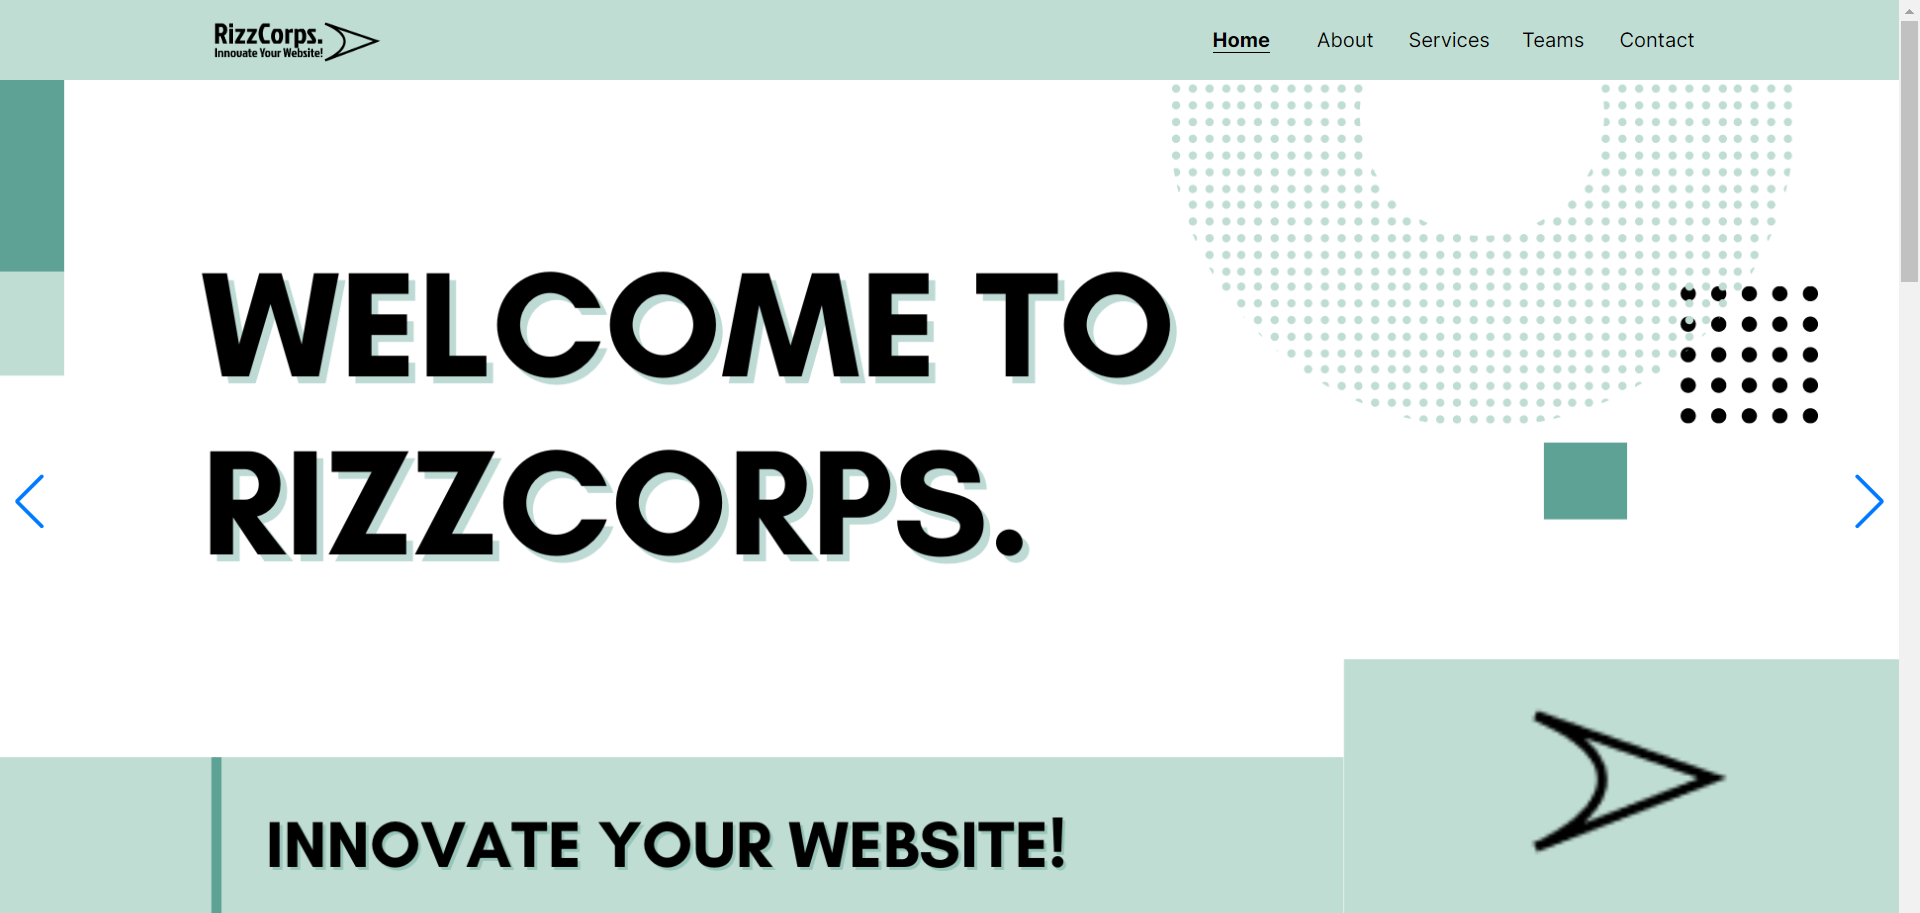 RizzCorps.
Innovate Your Website!
Home About Services Teams Contact
WELCOME TO
RIZZCORPS.
INNOVATE YOUR WEBSITE!